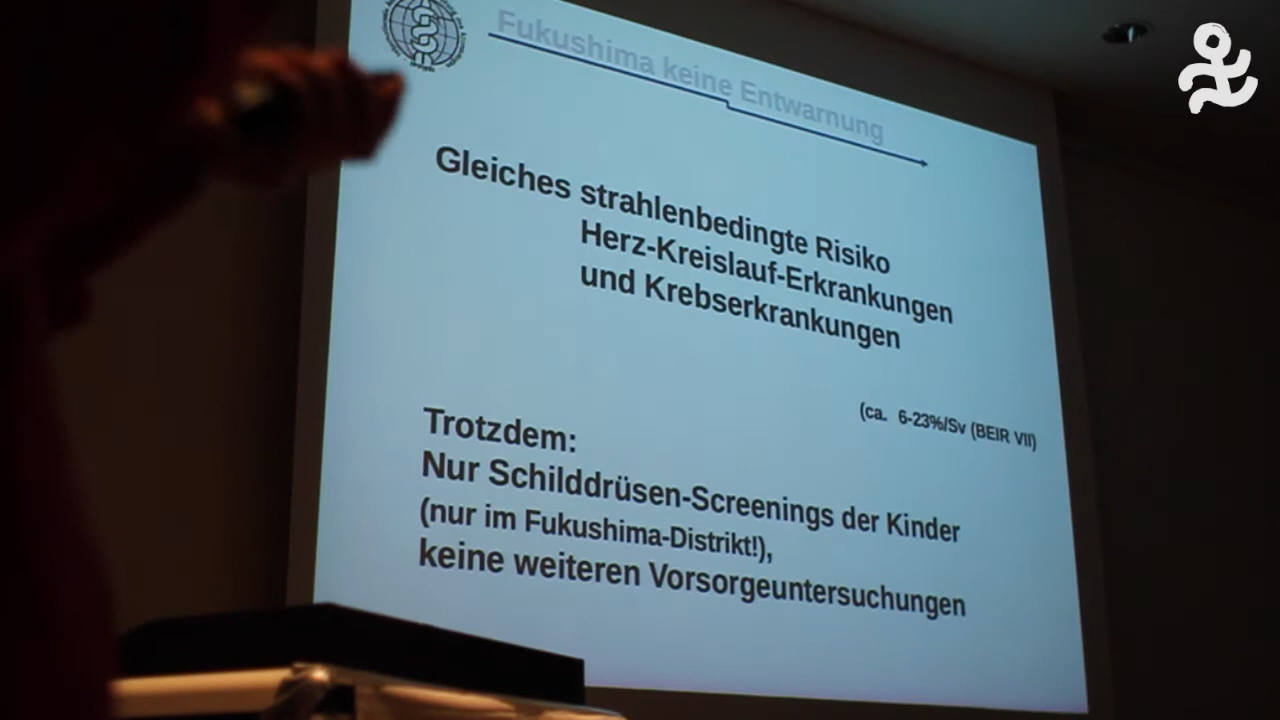 Fukushima keine Entwarnung
Gleiches strahlenbedingte Risiko
Herz-Kreislauf-Erkrankungen
und Krebserkrankungen
(ca. 6-23%/Sv (BEIR VII)
Trotzdem:
Nur Schilddrüsen-Screenings der Kinder
(nur im Fukushima-Distrikt!),
keine weiteren Vorsorgeuntersuchungen